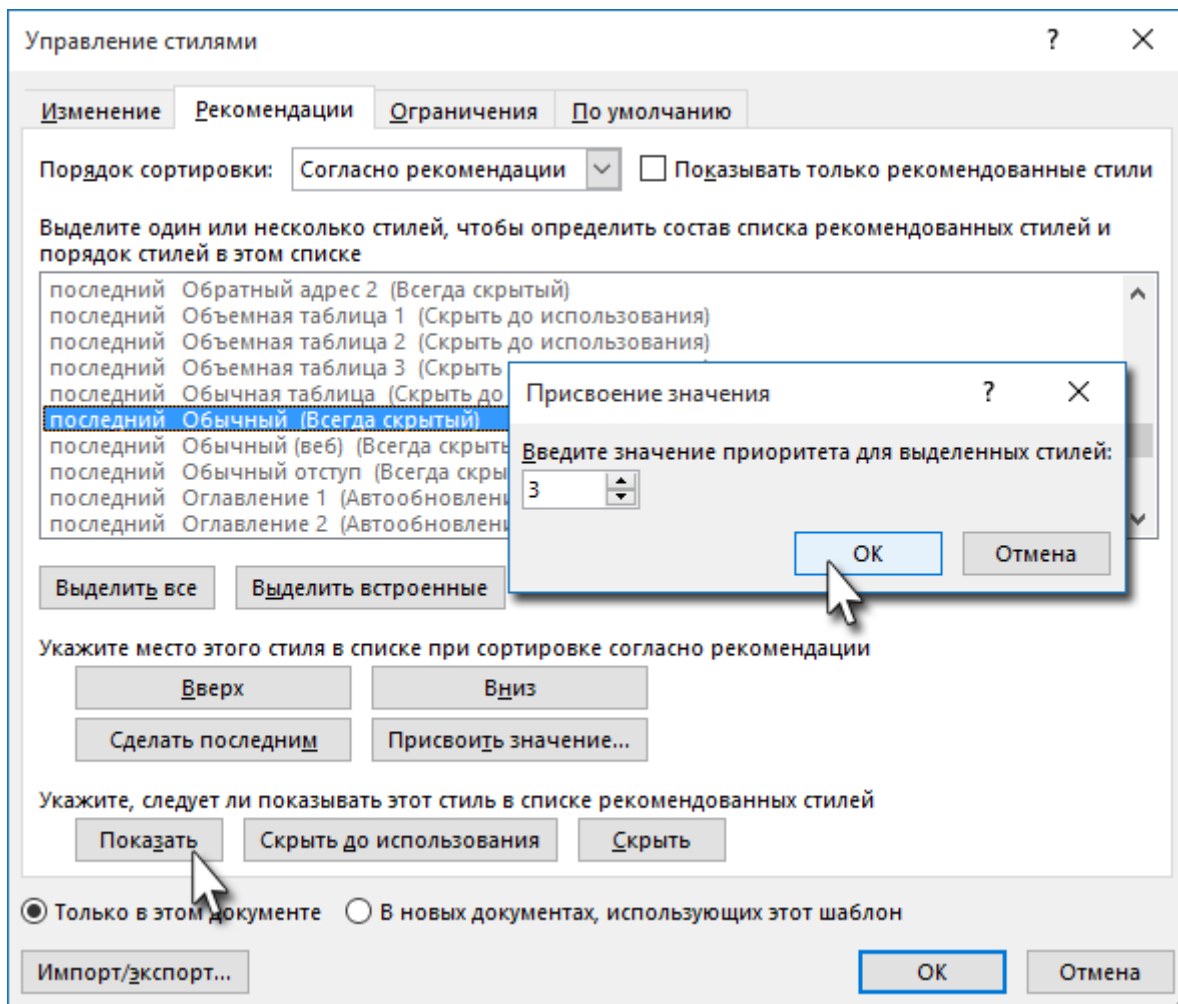 Управление стилями
Изменение Рекомендации Ограничения По умолчанию
Порядок сортировки: Согласно рекомендации Показывать только рекомендованные стили
Выделите один или несколько стилей, чтобы определить состав списка рекомендованных стилей и
порядок стилей в этом списке
последний Обратный адрес 2 (Всегда скрытый)
последний Объемная таблица 1 (Скрыть до использования)
последний Объемная таблица 2 (Скрыть до использования)
последний Объемная таблица 3 (Скрыть
последний Обычная таблица (Скрыть до
последний Обычный (Всегда скрытый)
последний Обычный (веб) (Всегда скрыть
последний Обычный отступ (Всегда скры
последний Оглавление 1 (Автообновлени
последний Оглавление 2 (Автообновлени
Присвоение значения
Введите значение приоритета для выделенных стилей:
3
ОК Отмена
Выделить все Выделить встроенные
Укажите место этого стиля в списке при сортировке согласно рекомендации
Вверх Вниз
Сделать последним Присвоить значение...
Укажите, следует ли показывать этот стиль в списке рекомендованных стилей
Показать Скрыть до использования Скрыть
Только в этом документе В новых документах, использующих этот шаблон
Импорт/экспорт... ОК Отмена